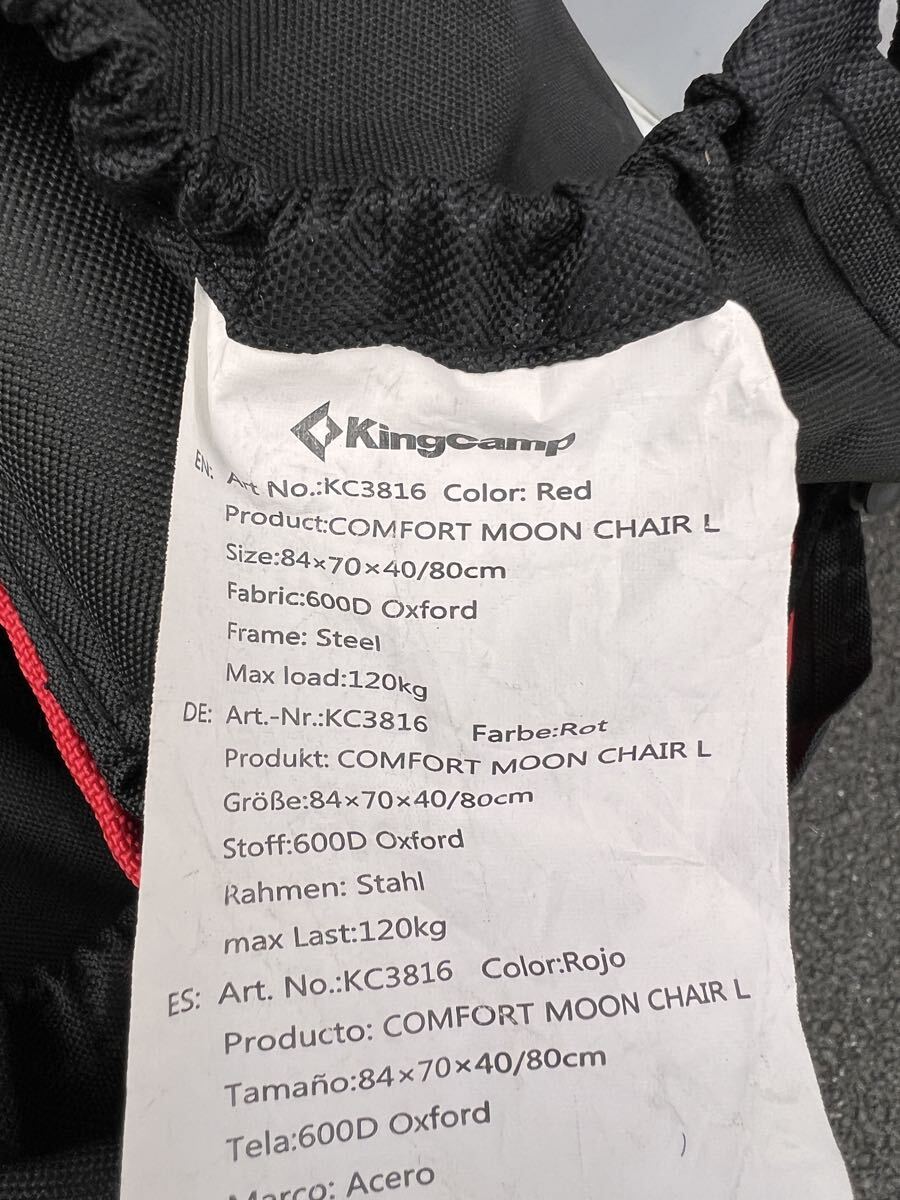 KingCamp
EN: Art No.:KC3816 Color: Red
Product:COMFORT MOON CHAIR L
Size:84×70×40/80cm
Fabric:600D Oxford
Frame: Steel
Max load:120kg
DE: Art.-Nr.:KC3816 Farbe:Rot
Produkt: COMFORT MOON CHAIR L
Größe:84×70×40/80cm
Stoff:600D Oxford
Rahmen: Stahl
max Last:120kg
ES: Art. No.:KC3816 Color:Rojo
Producto: COMFORT MOON CHAIR L
Tamaño:84×70×40/80cm
Tela:600D Oxford
Marco: Acero